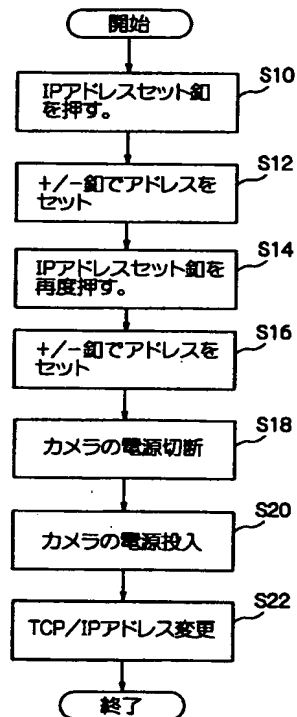 開始
S10
IPアドレスセット釦
を押す。
S12
+/-釦でアドレスを
セット
S14
IPアドレスセット釦を
再度押す。
S16
+/-釦でアドレスを
セット
S18
カメラの電源切断
S20
カメラの電源投入
S22
TCP/IPアドレス変更
終了